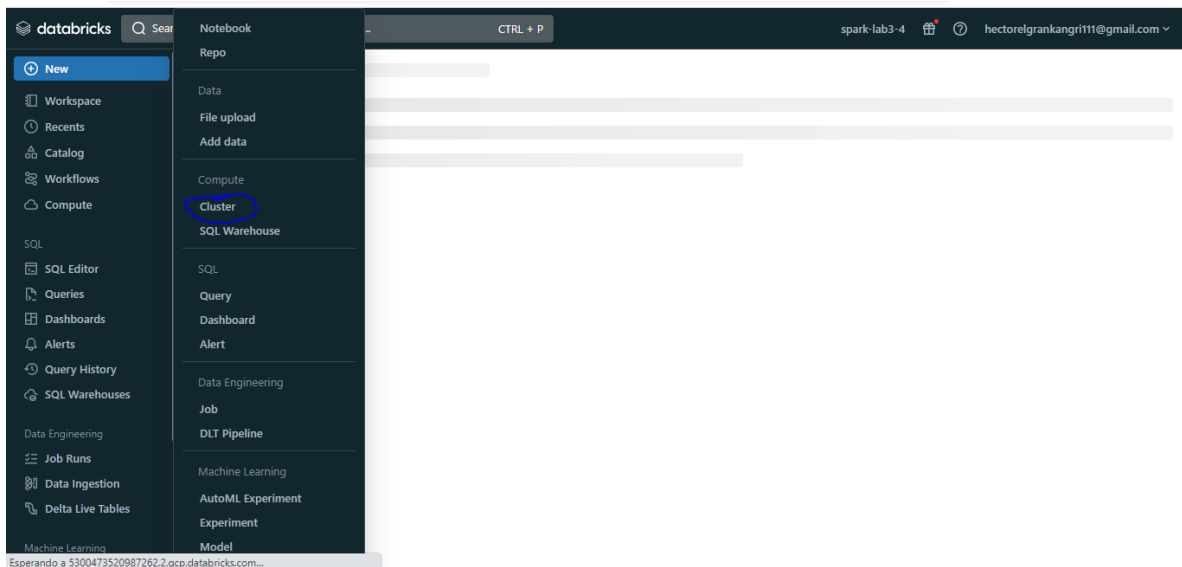 databricks
Sear
...
CTRL + P
spark-lab3-4
hectorelgrankangri111@gmail.com
New
Workspace
Recents
Catalog
Workflows
Compute
SQL
SQL Editor
Queries
Dashboards
Alerts
Query History
SQL Warehouses
Data Engineering
Job Runs
Data Ingestion
Delta Live Tables
Machine Learning
Notebook
Repo
Data
File upload
Add data
Compute
Cluster
SQL Warehouse
SQL
Query
Dashboard
Alert
Data Engineering
Job
DLT Pipeline
Machine Learning
AutoML Experiment
Experiment
Model
Esperando a 5300473520987262.2.gcp.databricks.com...